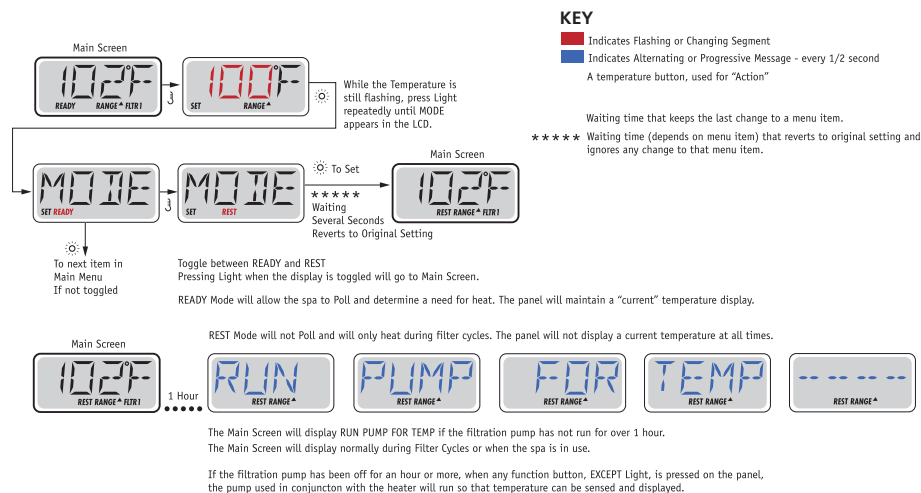 KEY
Indicates Flashing or Changing Segment
Indicates Alternating or Progressive Message - every 1/2 second
A temperature button, used for “Action”
Waiting time that keeps the last change to a menu item.
***** Waiting time (depends on menu item) that reverts to original setting and
ignores any change to that menu item.
Main Screen
102°F
READY RANGE FLTR1
100°F
SET RANGE
While the Temperature is
still flashing, press Light
repeatedly until MODE
appears in the LCD.
MODE
SET READY
MODE
SET REST
To Set
*****
Waiting
Several Seconds
Reverts to Original Setting
Main Screen
102°F
REST RANGE FLTR1
To next item in
Main Menu
If not toggled
Toggle between READY and REST
Pressing Light when the display is toggled will go to Main Screen.
READY Mode will allow the spa to Poll and determine a need for heat. The panel will maintain a “current” temperature display.
REST Mode will not Poll and will only heat during filter cycles. The panel will not display a current temperature at all times.
Main Screen
102°F
REST RANGE FLTR1
1 Hour
RUN
REST RANGE
PUMP
REST RANGE
FOR
REST RANGE
TEMP
REST RANGE
-- -- -- --
REST RANGE
The Main Screen will display RUN PUMP FOR TEMP if the filtration pump has not run for over 1 hour.
The Main Screen will display normally during Filter Cycles or when the spa is in use.
If the filtration pump has been off for an hour or more, when any function button, EXCEPT Light, is pressed on the panel,
the pump used in conjuncton with the heater will run so that temperature can be sensed and displayed.